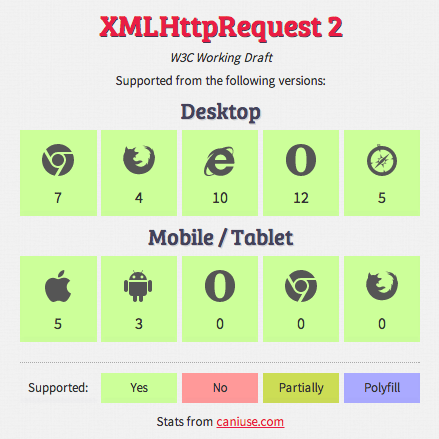 XMLHttpRequest 2
W3C Working Draft
Supported from the following versions:
Desktop
7 4 10 12 5
Mobile / Tablet
5 3 0 0 0
Supported: Yes No Partially Polyfill
Stats from caniuse.com